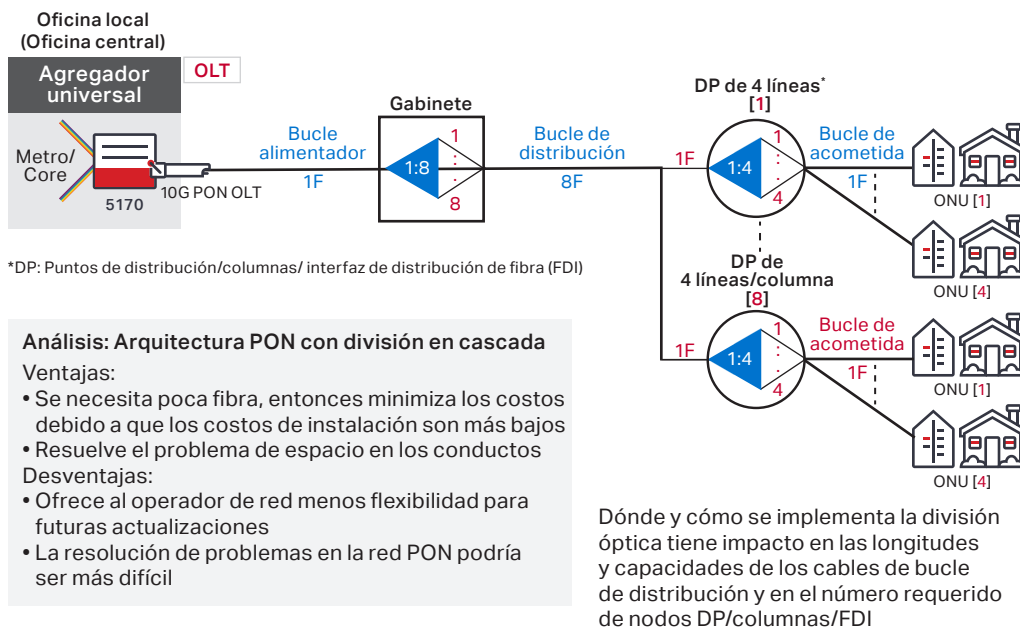 Oficina local
(Oficina central)
Agregador
universal
OLT
Metro/
Core
5170
10G PON OLT
Bucle
alimentador
1F
Gabinete
1:8
1
8
Bucle de
distribución
8F
DP de 4 líneas*
[1]
1F
1:4
1
4
Bucle de
acometida
1F
ONU [1]
ONU [4]
DP de
4 líneas/columna
[8]
1F
1:4
1
4
Bucle de
acometida
1F
ONU [1]
ONU [4]
*DP: Puntos de distribución/columnas/ interfaz de distribución de fibra (FDI)
Análisis: Arquitectura PON con división en cascada
Ventajas:
• Se necesita poca fibra, entonces minimiza los costos
debido a que los costos de instalación son más bajos
• Resuelve el problema de espacio en los conductos
Desventajas:
• Ofrece al operador de red menos flexibilidad para
futuras actualizaciones
• La resolución de problemas en la red PON podría
ser más difícil
Dónde y cómo se implementa la división
óptica tiene impacto en las longitudes
y capacidades de los cables de bucle
de distribución y en el número requerido
de nodos DP/columnas/FDI